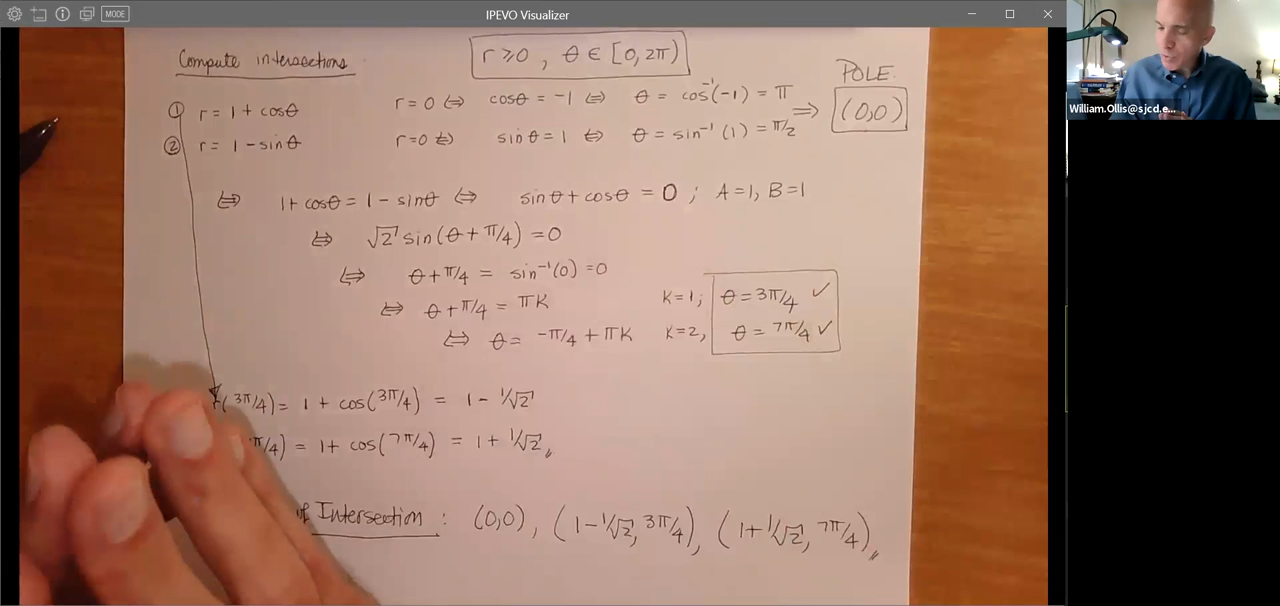 MODE
IPEVO Visualizer
Compute intersections
r ≥ 0 , θ ∈ [0, 2π)
POLE
① r = 1 + cosθ r = 0 ⇔ cosθ = -1 ⇔ θ = cos⁻¹(-1) = π ⇒ (0,0)
② r = 1 - sinθ r=0 ⇔ sinθ = 1 ⇔ θ = sin⁻¹(1) = π/2
⇔ 1 + cosθ = 1 - sinθ ⇔ sinθ + cosθ = 0 ; A = 1, B = 1
⇔ √2 sin(θ + π/4) = 0
⇔ θ + π/4 = sin⁻¹(0) = 0
⇔ θ + π/4 = πK K=1; θ = 3π/4 ✓
⇔ θ = -π/4 + πK K=2, θ = 7π/4 ✓
r(3π/4) = 1 + cos(3π/4) = 1 - 1/√2
π/4) = 1 + cos(7π/4) = 1 + 1/√2 〃
of Intersection : (0,0), (1 - 1/√2, 3π/4), (1 + 1/√2, 7π/4) 〃
William.Ollis@sjcd.e...